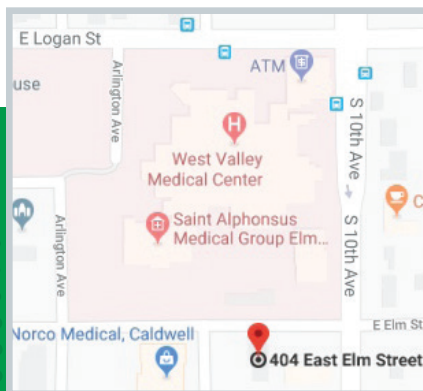 E Logan St
ATM
use
Arlington Ave
H
West Valley
Medical Center
S 10th Ave
C
Saint Alphonsus
Medical Group Elm...
Arlington Ave
S 10th Ave
E Elm St
Norco Medical, Caldwell
404 East Elm Street